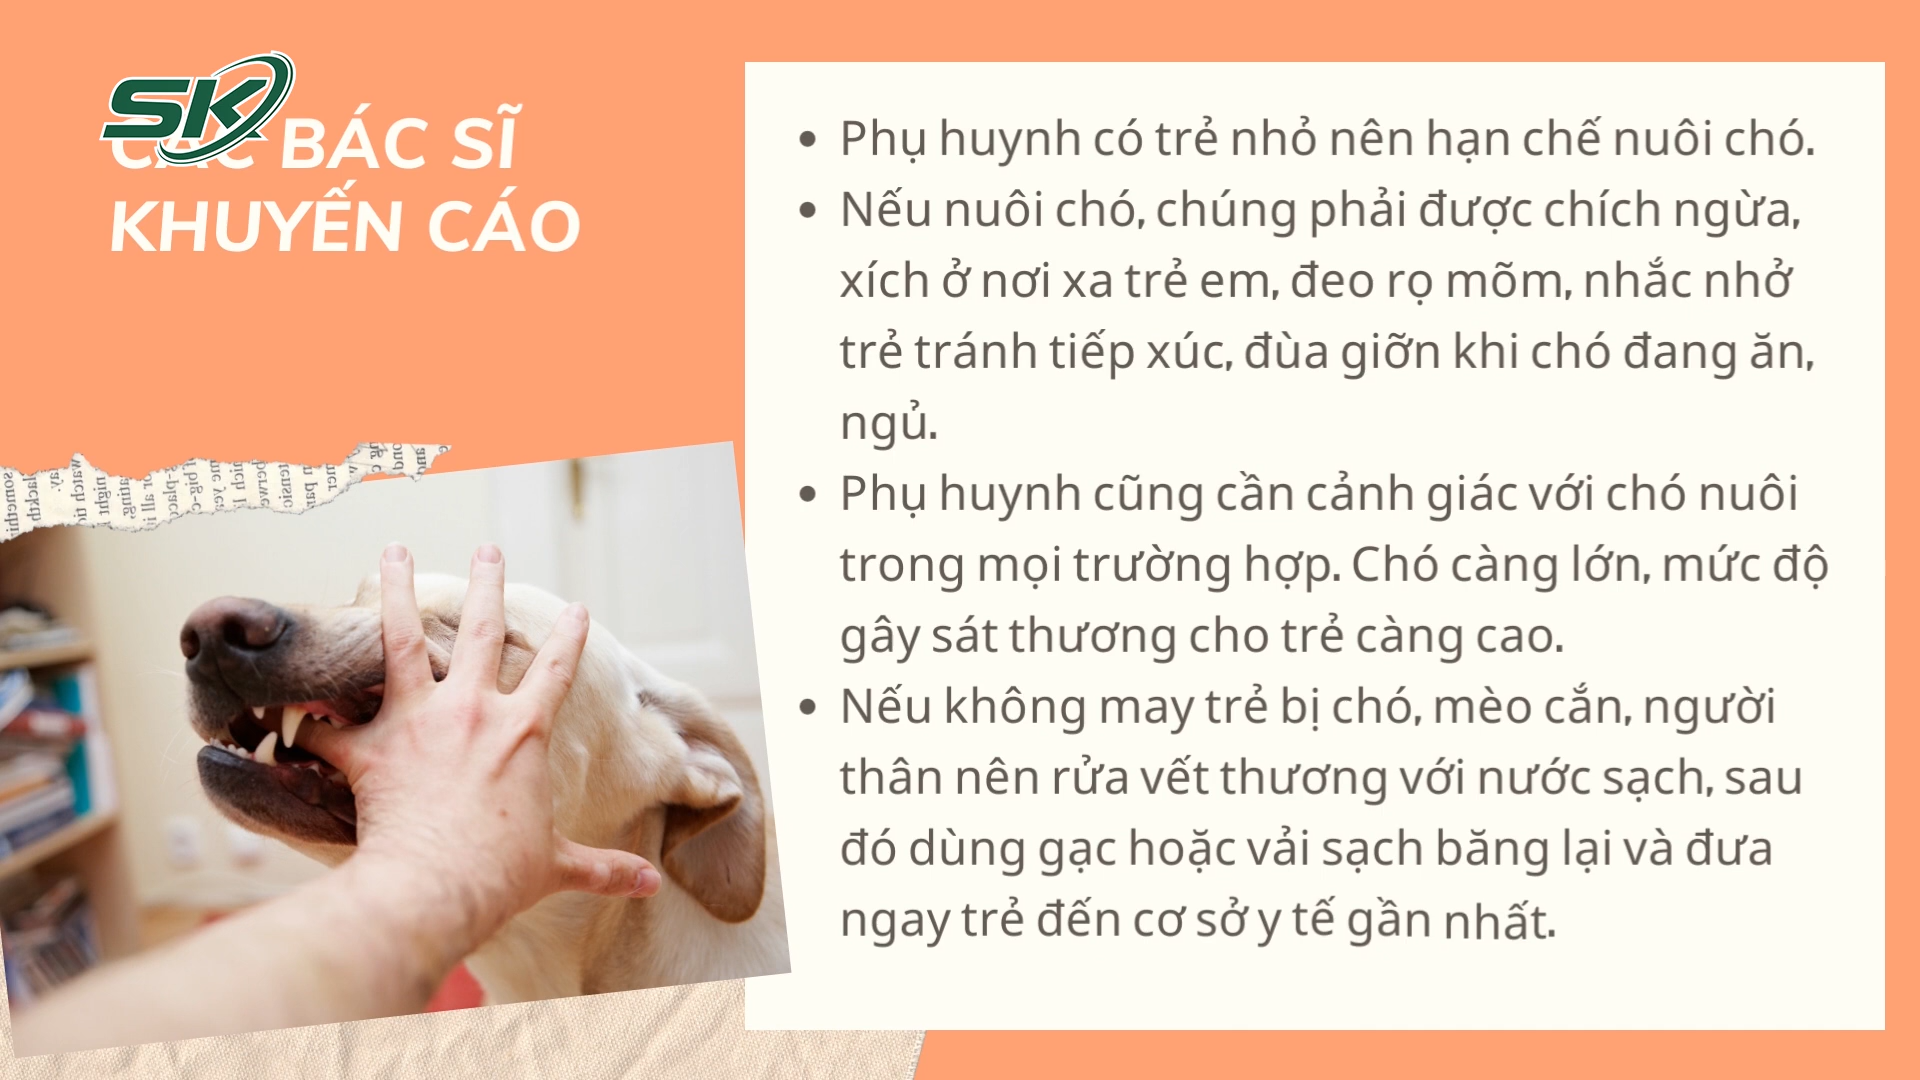 SK
CÁC BÁC SĨ
KHUYẾN CÁO
• Phụ huynh có trẻ nhỏ nên hạn chế nuôi chó.
• Nếu nuôi chó, chúng phải được chích ngừa,
xích ở nơi xa trẻ em, đeo rọ mõm, nhắc nhở
trẻ tránh tiếp xúc, đùa giỡn khi chó đang ăn,
ngủ.
• Phụ huynh cũng cần cảnh giác với chó nuôi
trong mọi trường hợp. Chó càng lớn, mức độ
gây sát thương cho trẻ càng cao.
• Nếu không may trẻ bị chó, mèo cắn, người
thân nên rửa vết thương với nước sạch, sau
đó dùng gạc hoặc vải sạch băng lại và đưa
ngay trẻ đến cơ sở y tế gần nhất.